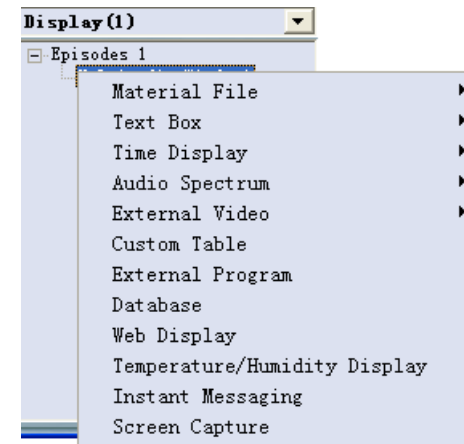 Display(1)
Episodes 1
Material File
Text Box
Time Display
Audio Spectrum
External Video
Custom Table
External Program
Database
Web Display
Temperature/Humidity Display
Instant Messaging
Screen Capture